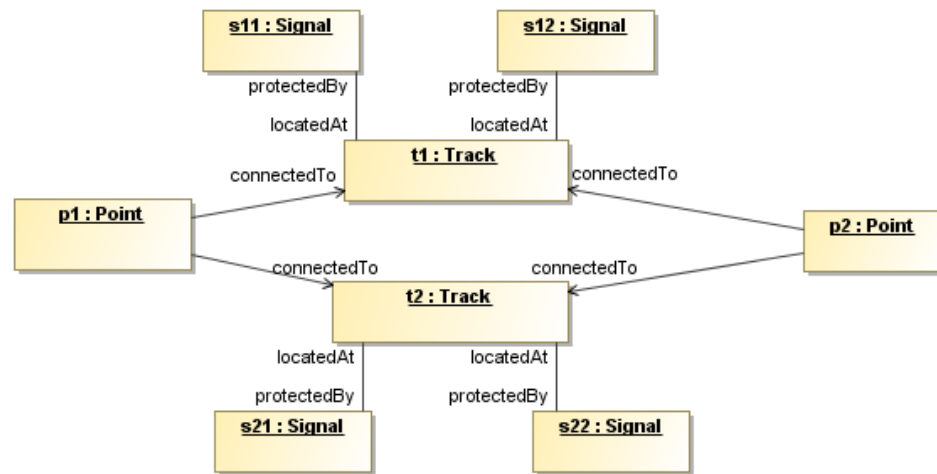 s11 : Signal
s12 : Signal
protectedBy
protectedBy
locatedAt
locatedAt
t1 : Track
connectedTo
connectedTo
p1 : Point
p2 : Point
connectedTo
connectedTo
t2 : Track
locatedAt
locatedAt
protectedBy
protectedBy
s21 : Signal
s22 : Signal